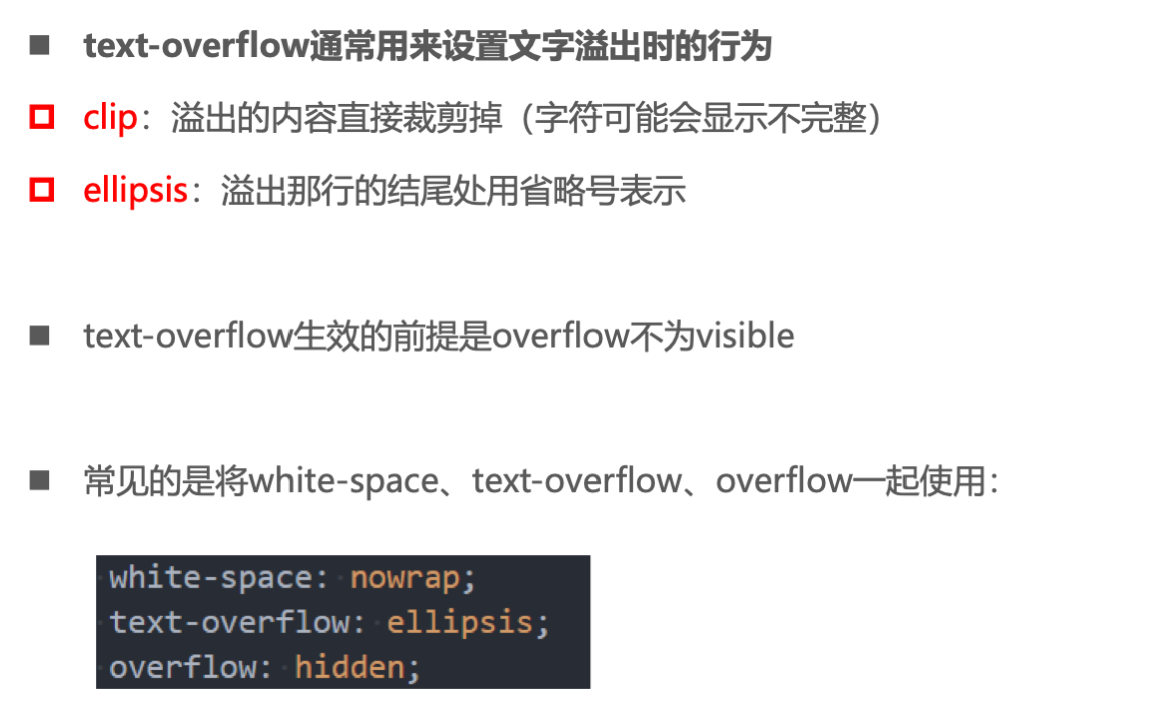 text-overflow通常用来设置文字溢出时的行为
clip：溢出的内容直接裁剪掉（字符可能会显示不完整）
ellipsis：溢出那行的结尾处用省略号表示
text-overflow生效的前提是overflow不为visible
常见的是将white-space、text-overflow、overflow一起使用：
white-space: nowrap;
text-overflow: ellipsis;
overflow: hidden;